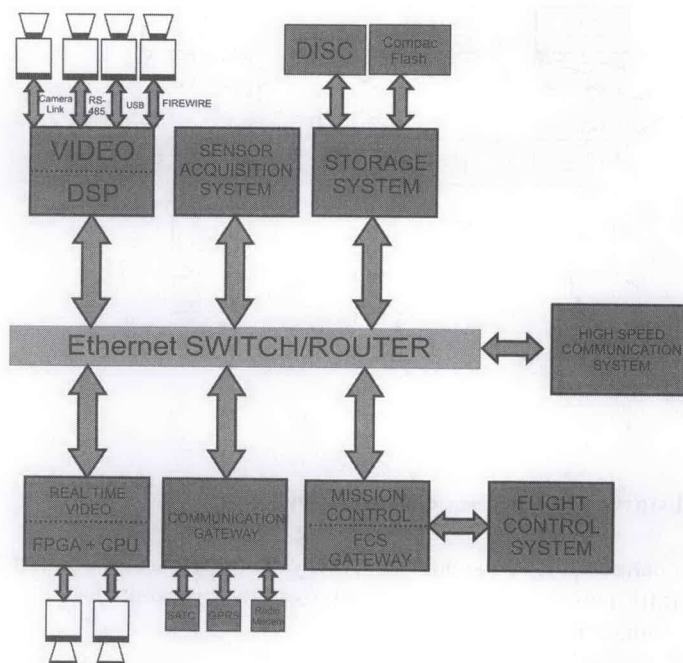 Camera
Link
RS-
485
USB
FIREWIRE
DISC
Compac
Flash
VIDEO
DSP
SENSOR
ACQUISITION
SYSTEM
STORAGE
SYSTEM
Ethernet SWITCH/ROUTER
HIGH SPEED
COMMUNICATION
SYSTEM
REAL TIME
VIDEO
FPGA + CPU
COMMUNICATION
GATEWAY
MISSION
CONTROL
FCS
GATEWAY
FLIGHT
CONTROL
SYSTEM
SATC
GPRS
Radio
Modem